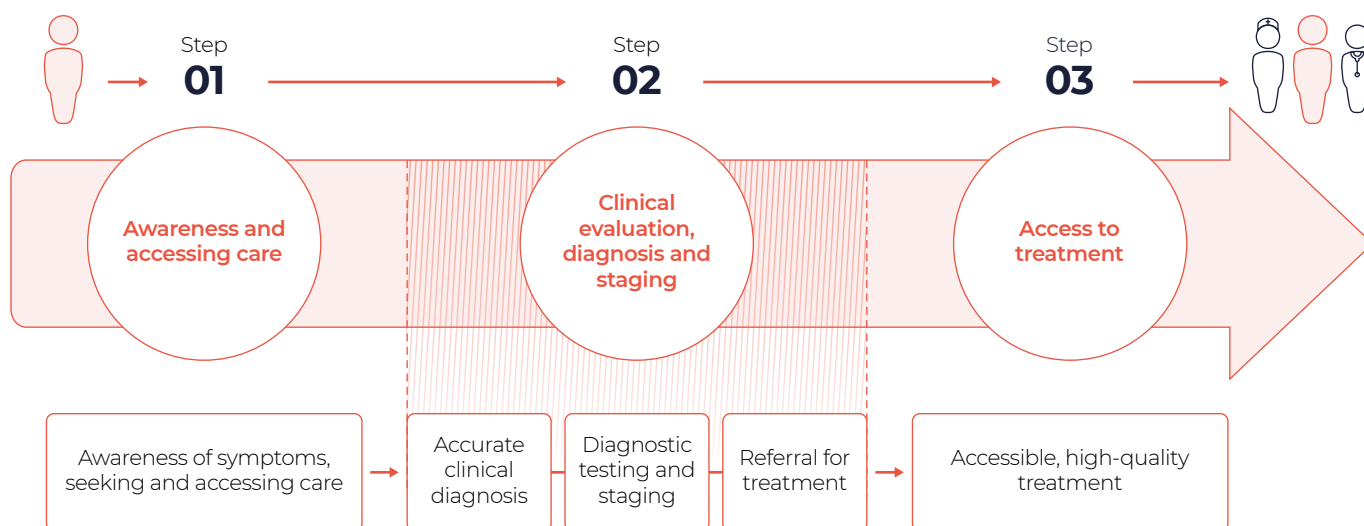 Step
01
Step
02
Step
03
Awareness and
accessing care
Clinical
evaluation,
diagnosis and
staging
Access to
treatment
Awareness of symptoms,
seeking and accessing care
Accurate
clinical
diagnosis
Diagnostic
testing and
staging
Referral for
treatment
Accessible, high-quality
treatment